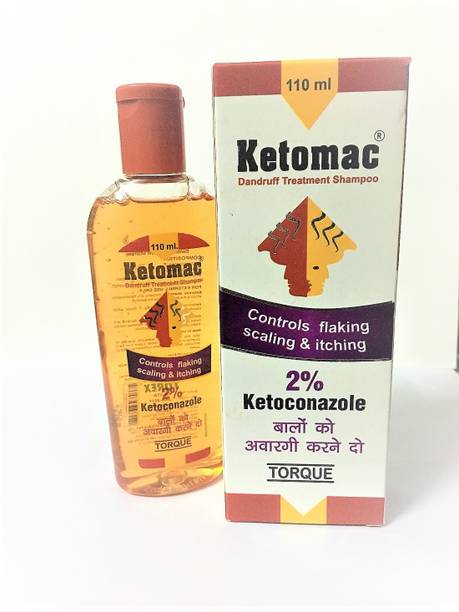 110 ml
Ketomac®
Dandruff Treatment Shampoo
Controls flaking
scaling & itching
2%
Ketoconazole
बालों को
अवारगी करने दो
TORQUE
110 ml.
Ketomac®
Dandruff Treatment Shampoo
Controls flaking
scaling & itching
2%
Ketoconazole
बालों को
अवारगी करने दो
TORQUE